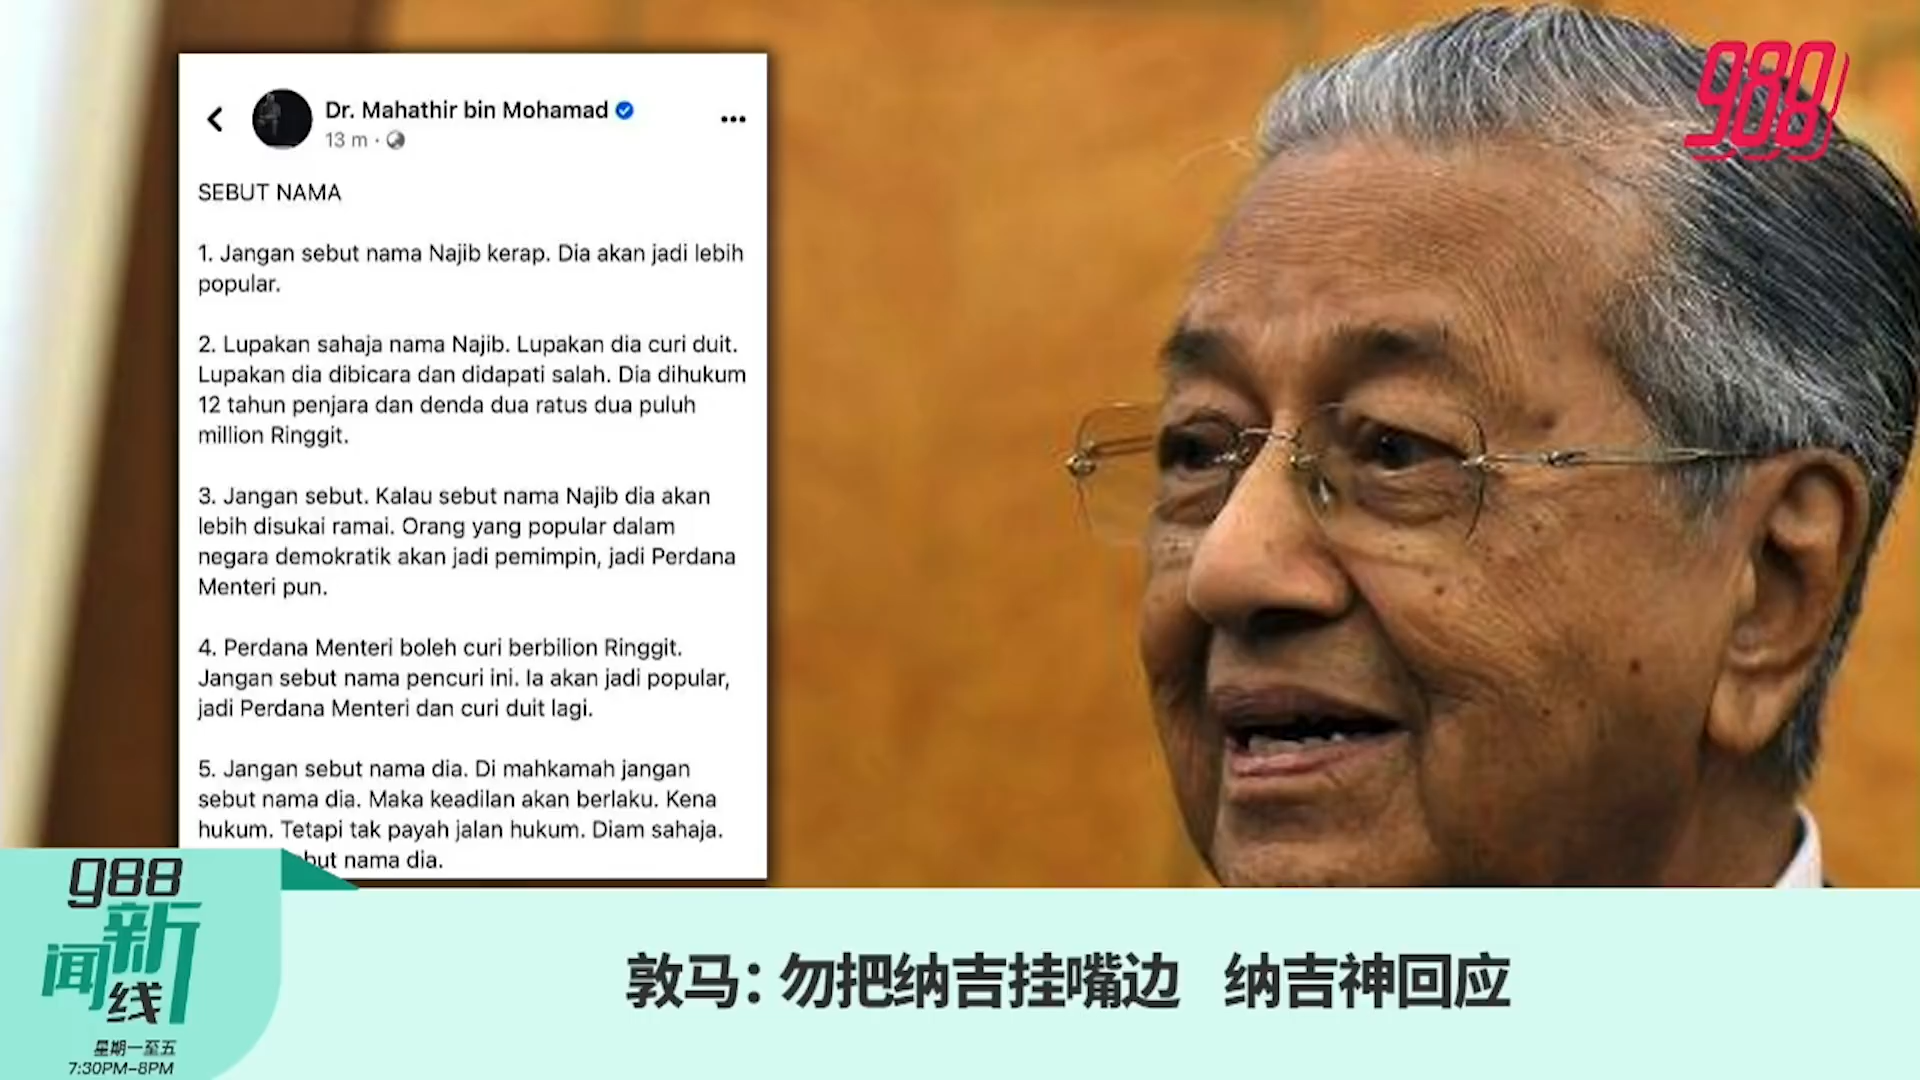 988
Dr. Mahathir bin Mohamad
13 m
SEBUT NAMA
1. Jangan sebut nama Najib kerap. Dia akan jadi lebih
popular.
2. Lupakan sahaja nama Najib. Lupakan dia curi duit.
Lupakan dia dibicara dan didapati salah. Dia dihukum
12 tahun penjara dan denda dua ratus dua puluh
million Ringgit.
3. Jangan sebut. Kalau sebut nama Najib dia akan
lebih disukai ramai. Orang yang popular dalam
negara demokratik akan jadi pemimpin, jadi Perdana
Menteri pun.
4. Perdana Menteri boleh curi berbilion Ringgit.
Jangan sebut nama pencuri ini. Ia akan jadi popular,
jadi Perdana Menteri dan curi duit lagi.
5. Jangan sebut nama dia. Di mahkamah jangan
sebut nama dia. Maka keadilan akan berlaku. Kena
hukum. Tetapi tak payah jalan hukum. Diam sahaja.
nama dia.
988
新闻线
星期一至五
7:30PM-8PM
敦马：勿把纳吉挂嘴边 纳吉神回应